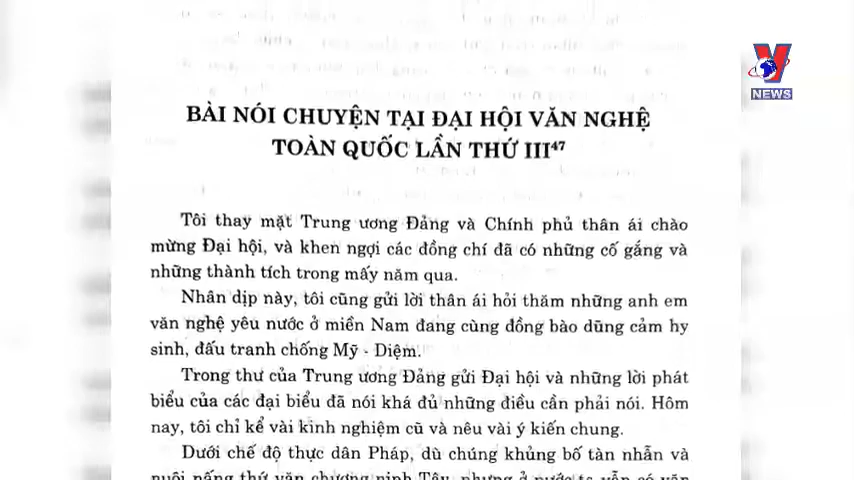 V
NEWS
BÀI NÓI CHUYỆN TẠI ĐẠI HỘI VĂN NGHỆ
TOÀN QUỐC LẦN THỨ III⁴⁷
Tôi thay mặt Trung ương Đảng và Chính phủ thân ái chào
mừng Đại hội, và khen ngợi các đồng chí đã có những cố gắng và
những thành tích trong mấy năm qua.
Nhân dịp này, tôi cũng gửi lời thân ái hỏi thăm những anh em
văn nghệ yêu nước ở miền Nam đang cùng đồng bào dũng cảm hy
sinh, đấu tranh chống Mỹ - Diệm.
Trong thư của Trung ương Đảng gửi Đại hội và những lời phát
biểu của các đại biểu đã nói khá đủ những điều cần phải nói. Hôm
nay, tôi chỉ kể vài kinh nghiệm cũ và nêu vài ý kiến chung.
Dưới chế độ thực dân Pháp, dù chúng khủng bố tàn nhẫn và